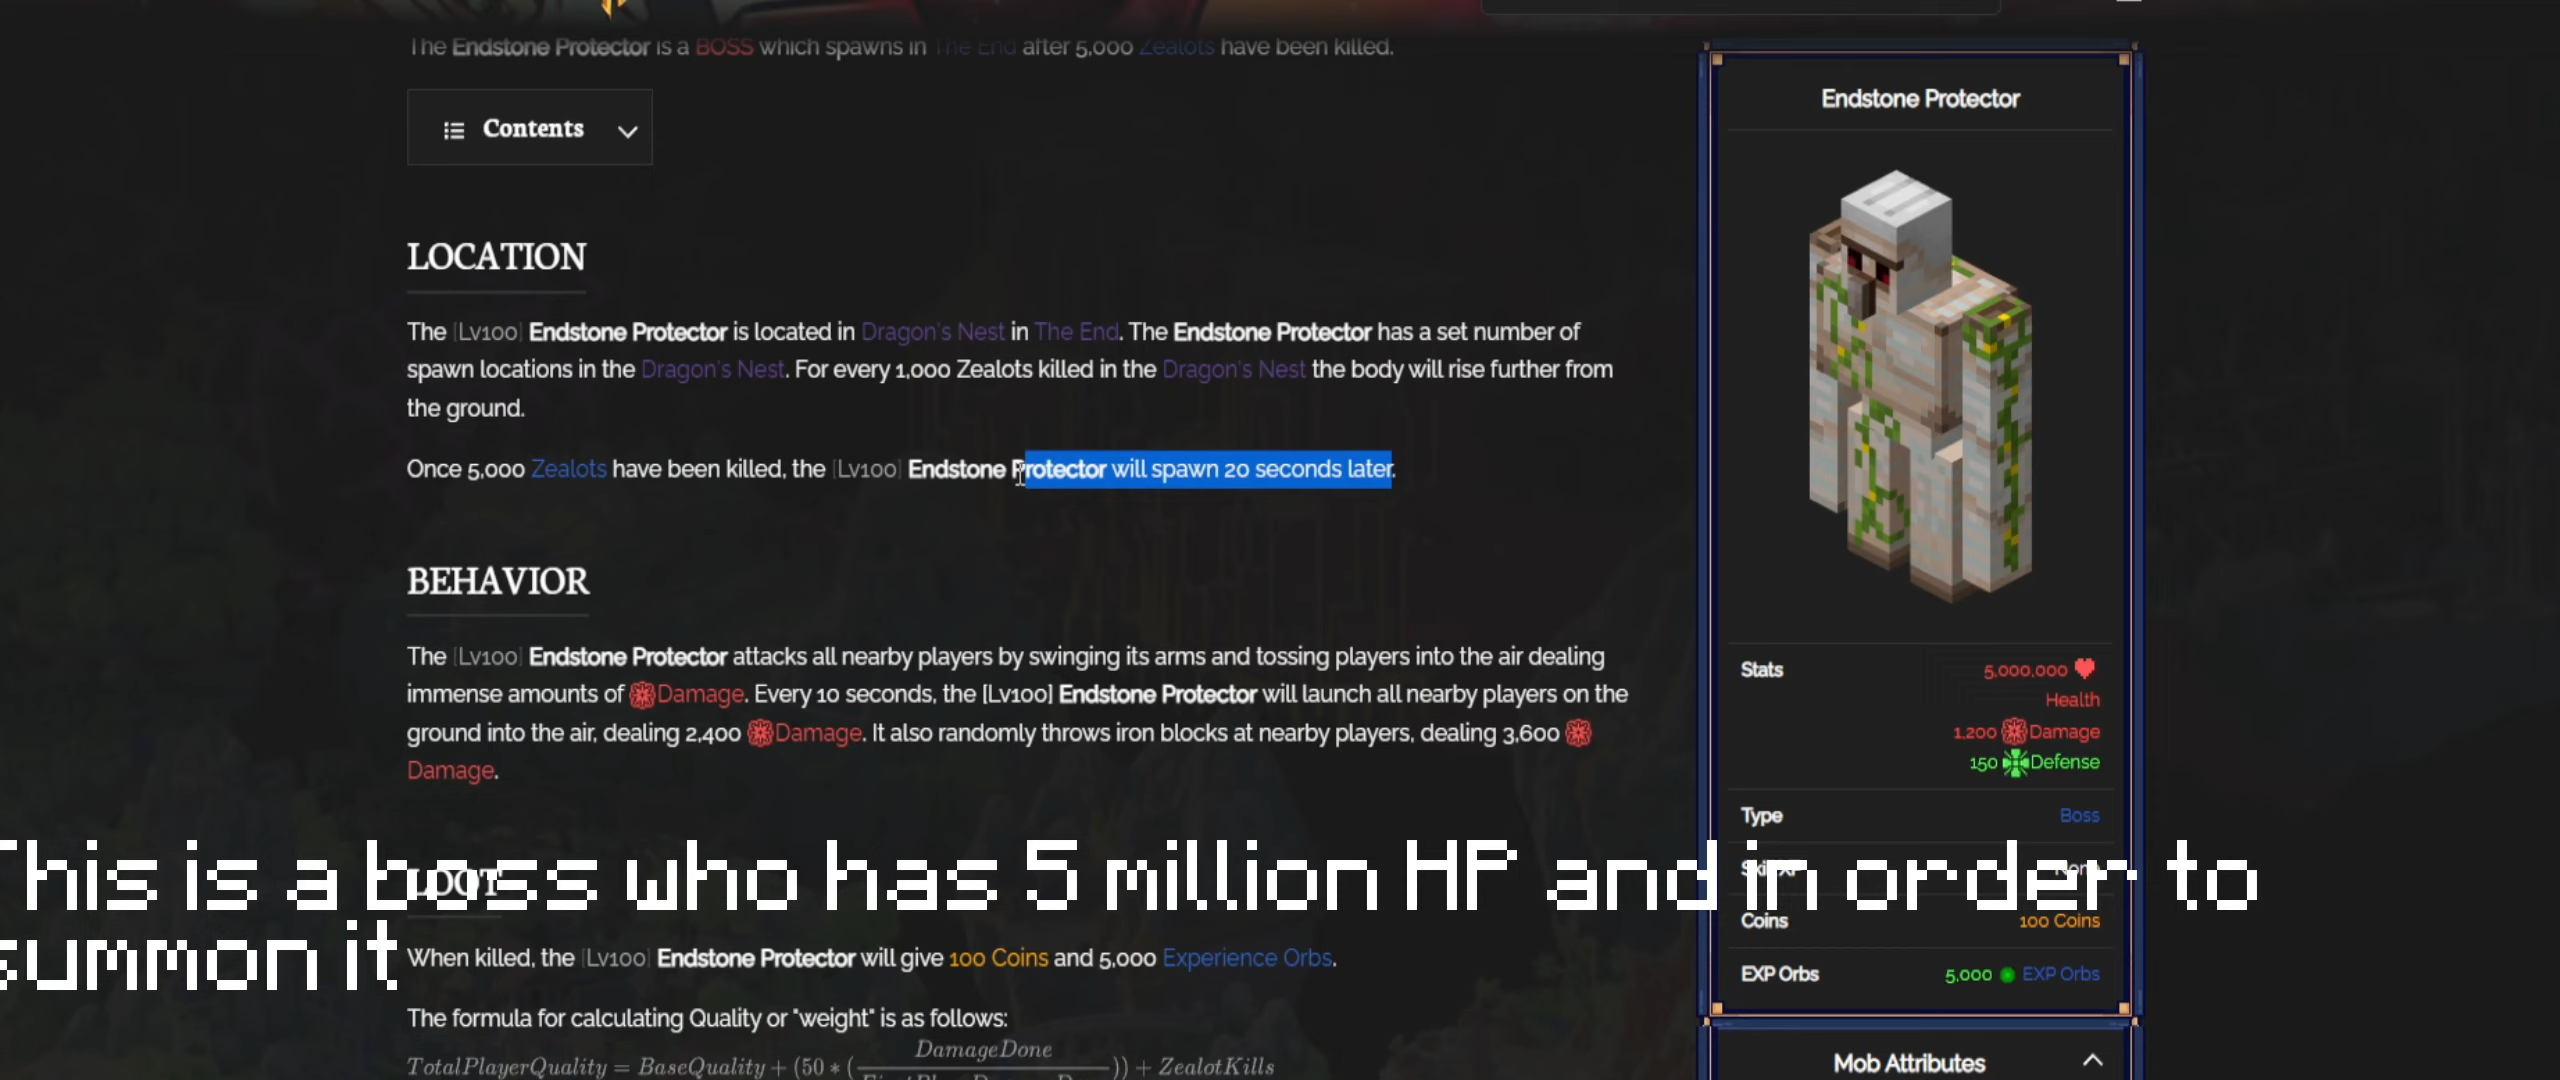 The Endstone Protector is a BOSS which spawns in The End after 5,000 Zealots have been killed.
Contents
LOCATION
The [Lv100] Endstone Protector is located in Dragon's Nest in The End. The Endstone Protector has a set number of
spawn locations in the Dragon's Nest. For every 1,000 Zealots killed in the Dragon's Nest the body will rise further from
the ground.
Once 5,000 Zealots have been killed, the [Lv100] Endstone Protector will spawn 20 seconds later.
BEHAVIOR
The [Lv100] Endstone Protector attacks all nearby players by swinging its arms and tossing players into the air dealing
immense amounts of Damage. Every 10 seconds, the [Lv100] Endstone Protector will launch all nearby players on the
ground into the air, dealing 2,400 Damage. It also randomly throws iron blocks at nearby players, dealing 3,600
Damage.
LOOT
When killed, the [Lv100] Endstone Protector will give 100 Coins and 5,000 Experience Orbs.
The formula for calculating Quality or "weight" is as follows:
TotalPlayerQuality = BaseQuality + (50 * (DamageDone / )) + ZealotKills
Endstone Protector
Stats 5,000,000 ❤
Health
1,200 Damage
150 Defense
Type Boss
Skill XP None
Coins 100 Coins
EXP Orbs 5,000 EXP Orbs
Mob Attributes
This is a boss who has 5 million HP and in order to
summon it